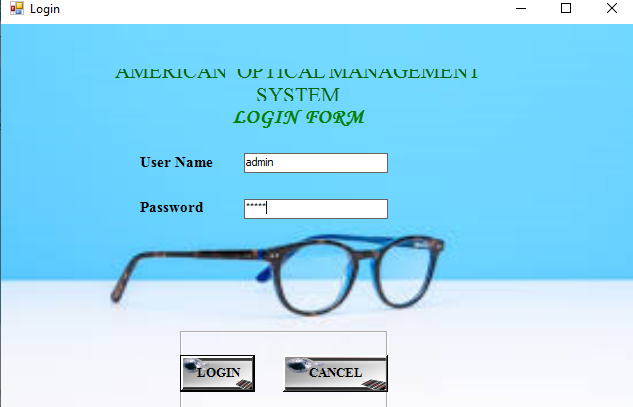 Login
AMERICAN OPTICAL MANAGEMENT
SYSTEM
LOGIN FORM
User Name admin
Password *****
LOGIN CANCEL